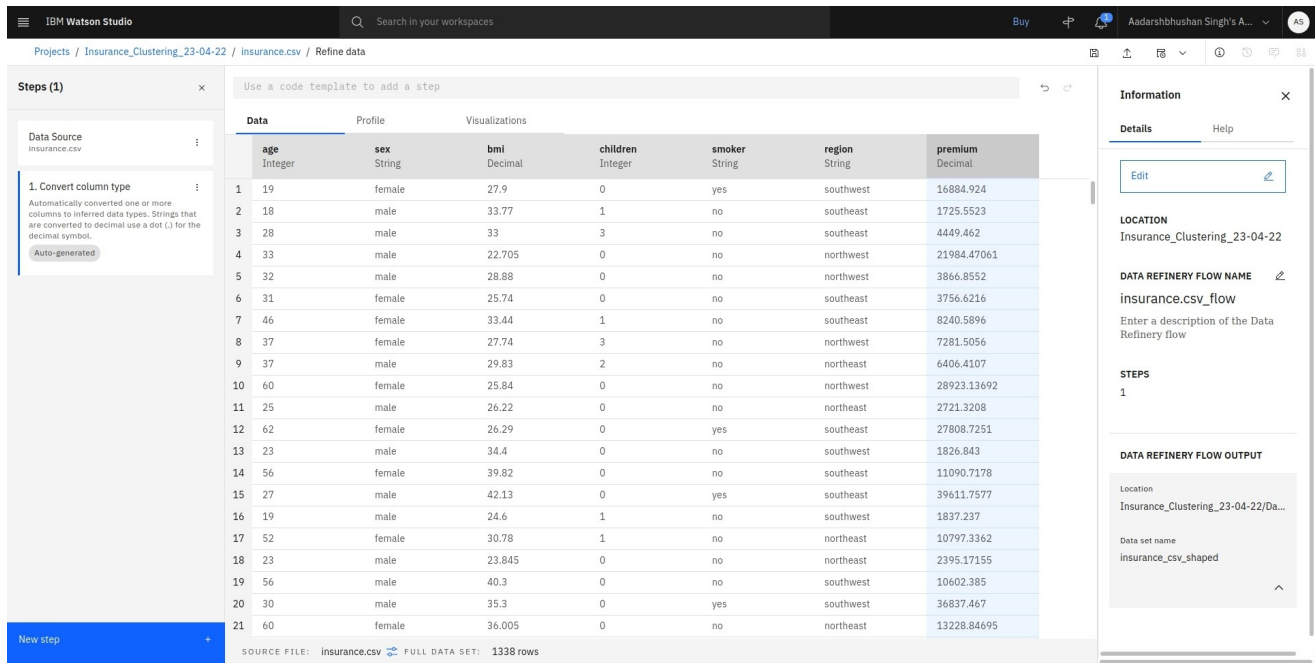 IBM Watson Studio
Search in your workspaces
Buy
1
Aadarshbhushan Singh's A...
AS
Projects / Insurance_Clustering_23-04-22 / insurance.csv / Refine data
Steps (1)
Data Source
insurance.csv
1. Convert column type
Automatically converted one or more
columns to inferred data types. Strings that
are converted to decimal use a dot (.) for the
decimal symbol.
Auto-generated
New step +
Use a code template to add a step
Data Profile Visualizations
age sex bmi children smoker region premium
Integer String Decimal Integer String String Decimal
1 19 female 27.9 0 yes southwest 16884.924
2 18 male 33.77 1 no southeast 1725.5523
3 28 male 33 3 no southeast 4449.462
4 33 male 22.705 0 no northwest 21984.47061
5 32 male 28.88 0 no northwest 3866.8552
6 31 female 25.74 0 no southeast 3756.6216
7 46 female 33.44 1 no southeast 8240.5896
8 37 female 27.74 3 no northwest 7281.5056
9 37 male 29.83 2 no northeast 6406.4107
10 60 female 25.84 0 no northwest 28923.13692
11 25 male 26.22 0 no northeast 2721.3208
12 62 female 26.29 0 yes southeast 27808.7251
13 23 male 34.4 0 no southwest 1826.843
14 56 female 39.82 0 no southeast 11090.7178
15 27 male 42.13 0 yes southeast 39611.7577
16 19 male 24.6 1 no southwest 1837.237
17 52 female 30.78 1 no northeast 10797.3362
18 23 male 23.845 0 no northeast 2395.17155
19 56 male 40.3 0 no southwest 10602.385
20 30 male 35.3 0 yes southwest 36837.467
21 60 female 36.005 0 no northeast 13228.84695
SOURCE FILE: insurance.csv FULL DATA SET: 1338 rows
Information
Details Help
Edit
LOCATION
Insurance_Clustering_23-04-22
DATA REFINERY FLOW NAME
insurance.csv_flow
Enter a description of the Data
Refinery flow
STEPS
1
DATA REFINERY FLOW OUTPUT
Location
Insurance_Clustering_23-04-22/Da...
Data set name
insurance_csv_shaped